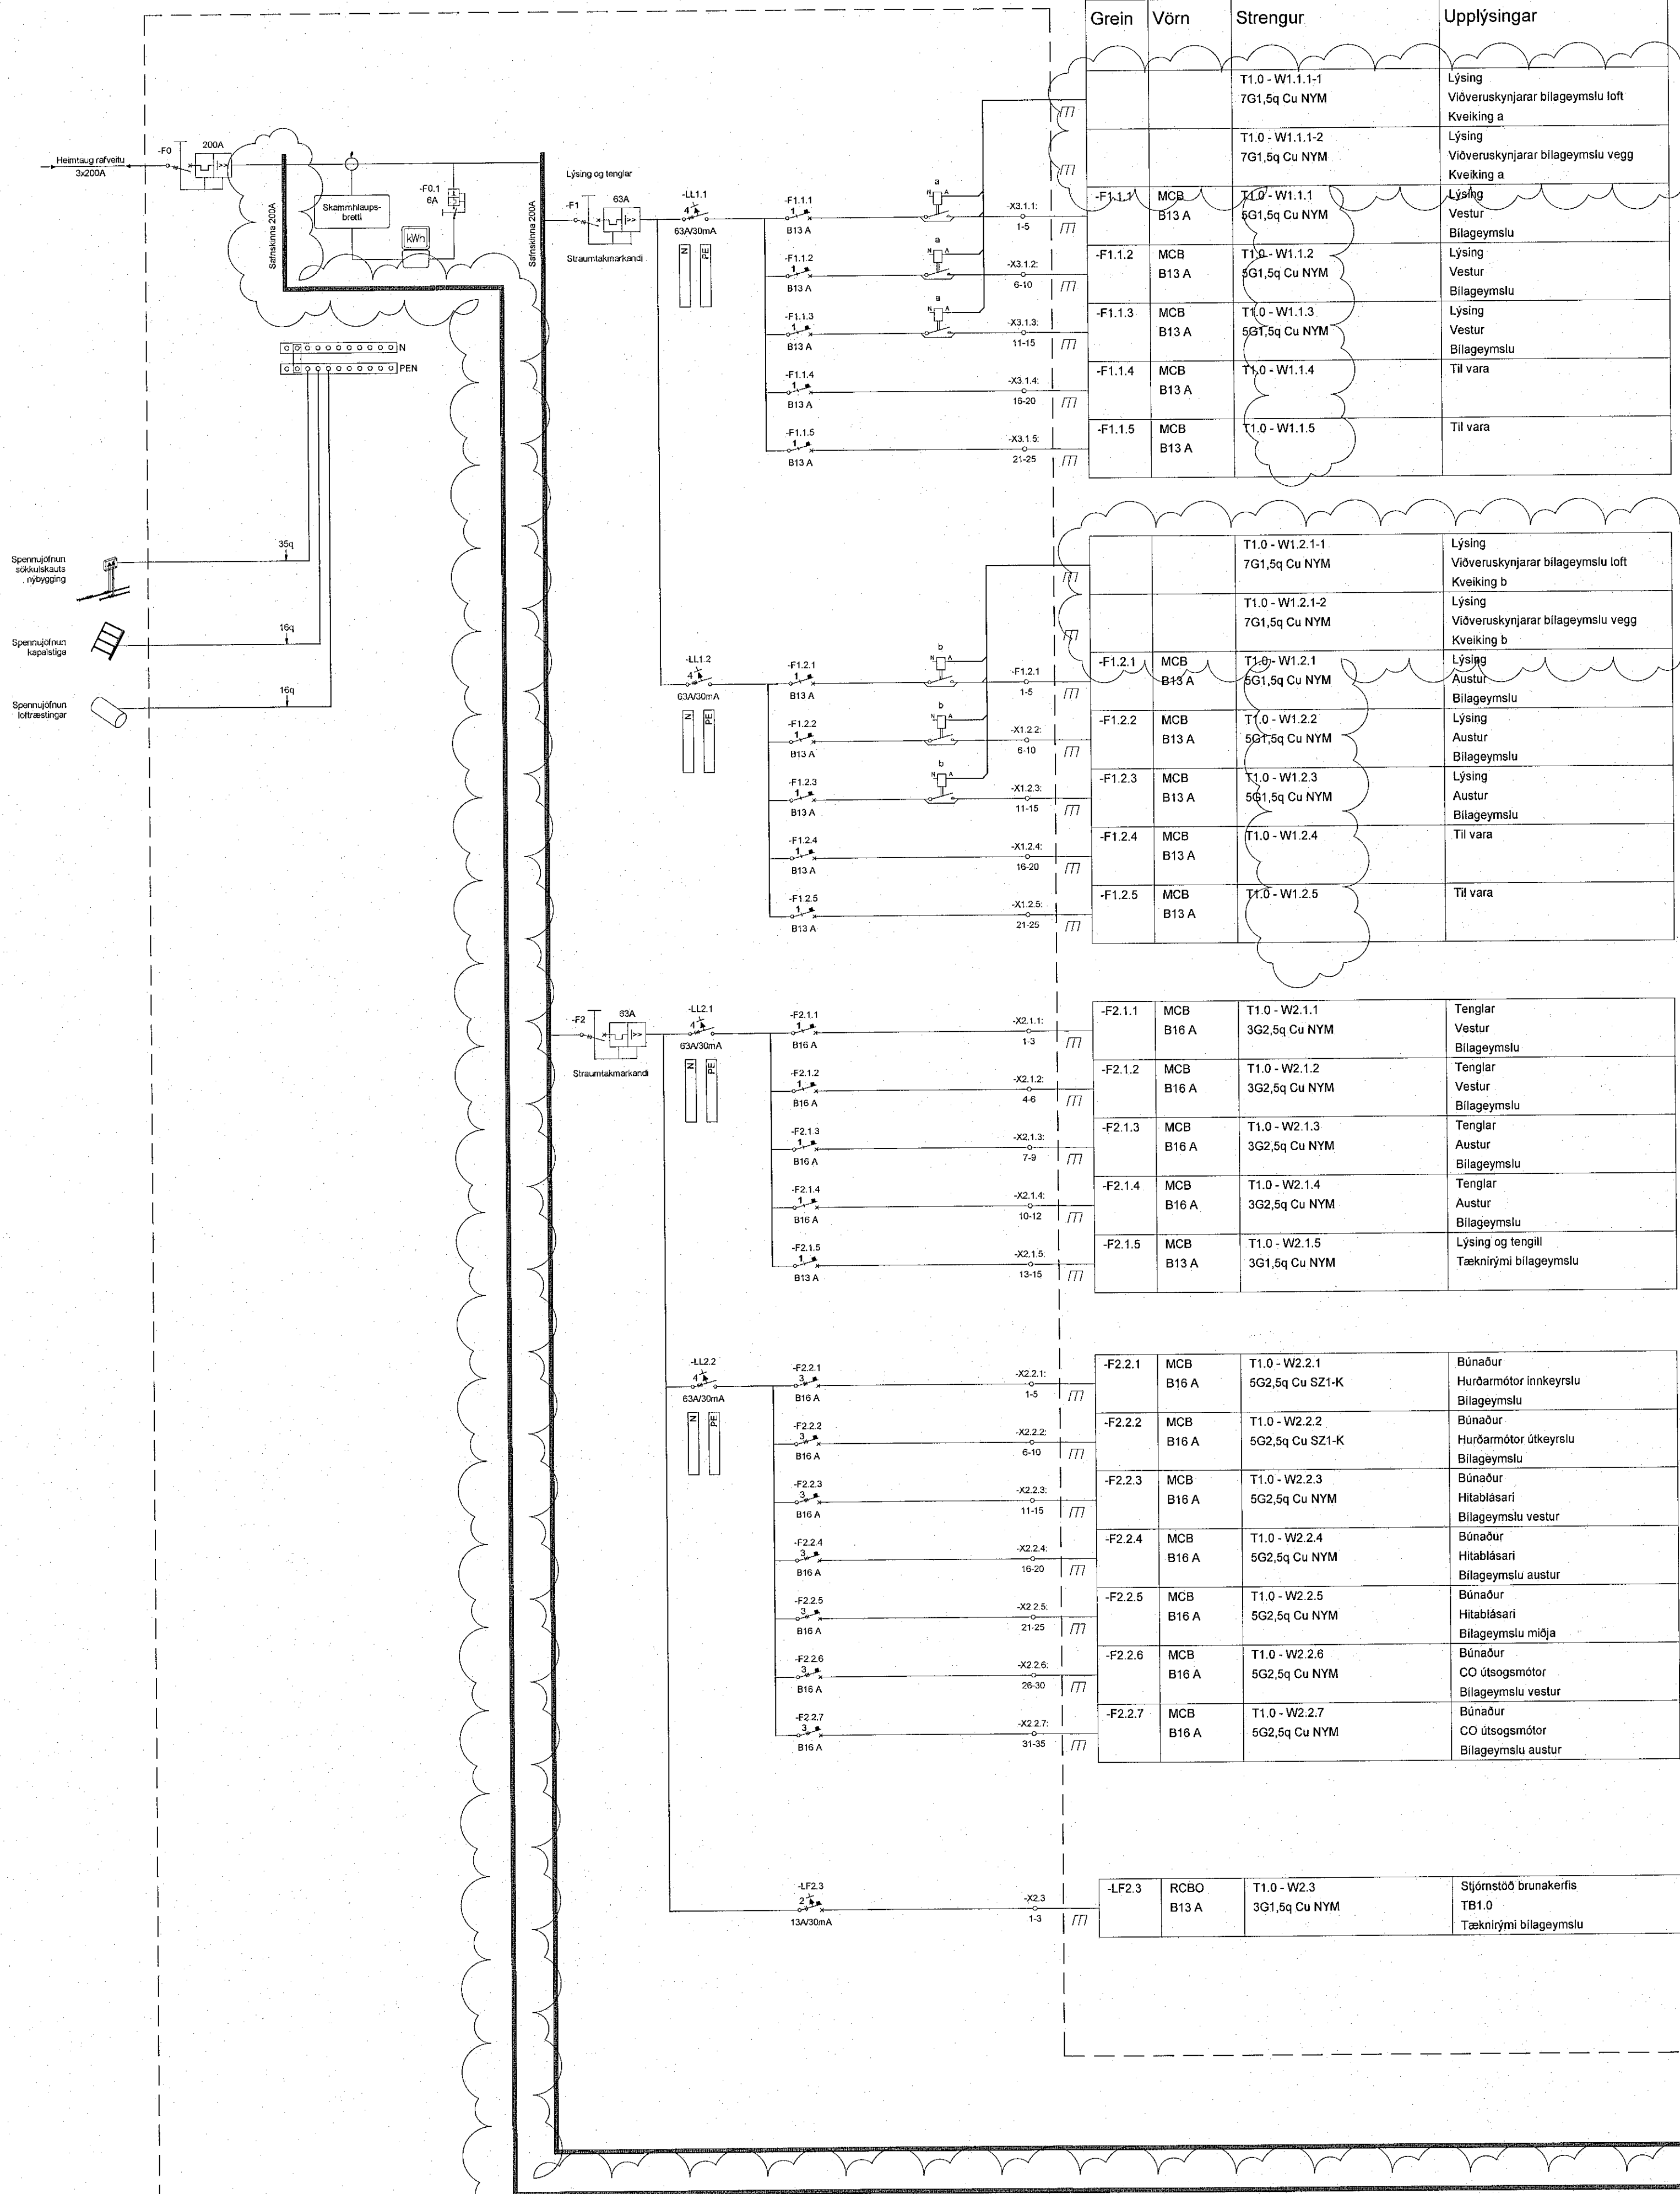 Grein Vörn Strengur Upplýsingar
T1.0 - W1.1.1-1 Lýsing
7G1,5q Cu NYM Viðveruskynjarar bílageymslu loft
Kveiking a
T1.0 - W1.1.1-2 Lýsing
7G1,5q Cu NYM Viðveruskynjarar bílageymslu vegg
Kveiking a
-F1.1.1 MCB T1.0 - W1.1.1 Lýsing
B13 A 5G1,5q Cu NYM Vestur
Bílageymslu
-F1.1.2 MCB T1.0 - W1.1.2 Lýsing
B13 A 5G1,5q Cu NYM Vestur
Bílageymslu
-F1.1.3 MCB T1.0 - W1.1.3 Lýsing
B13 A 5G1,5q Cu NYM Vestur
Bílageymslu
-F1.1.4 MCB T1.0 - W1.1.4 Til vara
B13 A
-F1.1.5 MCB T1.0 - W1.1.5 Til vara
B13 A
Heimtaug rafveitu
3x200A
-F0
200A
Safnskinna 200A
Skammhlaups-
bretti
-F0.1
6A
kWh
Safnskinna 200A
Lýsing og tenglar
-F1
63A
Straumtakmarkandi
-LL1.1
4
63A/30mA
N PE
-F1.1.1
1
B13 A
a
N A
-X3.1.1:
1-5
-F1.1.2
1
B13 A
a
N A
-X3.1.2:
6-10
-F1.1.3
1
B13 A
a
N A
-X3.1.3:
11-15
-F1.1.4
1
B13 A
-X3.1.4:
16-20
-F1.1.5
1
B13 A
-X3.1.5:
21-25
N
PEN
Spennujöfnun
sökkulskauts
nýbygging
35q
Spennujöfnun
kapalstiga
16q
Spennujöfnun
loftræstingar
16q
T1.0 - W1.2.1-1 Lýsing
7G1,5q Cu NYM Viðveruskynjarar bílageymslu loft
Kveiking b
T1.0 - W1.2.1-2 Lýsing
7G1,5q Cu NYM Viðveruskynjarar bílageymslu vegg
Kveiking b
-F1.2.1 MCB T1.0 - W1.2.1 Lýsing
B13 A 5G1,5q Cu NYM Austur
Bílageymslu
-F1.2.2 MCB T1.0 - W1.2.2 Lýsing
B13 A 5G1,5q Cu NYM Austur
Bílageymslu
-F1.2.3 MCB T1.0 - W1.2.3 Lýsing
B13 A 5G1,5q Cu NYM Austur
Bílageymslu
-F1.2.4 MCB T1.0 - W1.2.4 Til vara
B13 A
-F1.2.5 MCB T1.0 - W1.2.5 Til vara
B13 A
-LL1.2
4
63A/30mA
N PE
-F1.2.1
1
B13 A
b
N A
-F1.2.1
1-5
-F1.2.2
1
B13 A
b
N A
-X1.2.2:
6-10
-F1.2.3
1
B13 A
b
N A
-X1.2.3:
11-15
-F1.2.4
1
B13 A
-X1.2.4:
16-20
-F1.2.5
1
B13 A
-X1.2.5:
21-25
-F2
63A
Straumtakmarkandi
-LL2.1
4
63A/30mA
N PE
-F2.1.1
1
B16 A
-X2.1.1:
1-3
-F2.1.2
1
B16 A
-X2.1.2:
4-6
-F2.1.3
1
B16 A
-X2.1.3:
7-9
-F2.1.4
1
B16 A
-X2.1.4:
10-12
-F2.1.5
1
B13 A
-X2.1.5:
13-15
-F2.1.1 MCB T1.0 - W2.1.1 Tenglar
B16 A 3G2,5q Cu NYM Vestur
Bílageymslu
-F2.1.2 MCB T1.0 - W2.1.2 Tenglar
B16 A 3G2,5q Cu NYM Vestur
Bílageymslu
-F2.1.3 MCB T1.0 - W2.1.3 Tenglar
B16 A 3G2,5q Cu NYM Austur
Bílageymslu
-F2.1.4 MCB T1.0 - W2.1.4 Tenglar
B16 A 3G2,5q Cu NYM Austur
Bílageymslu
-F2.1.5 MCB T1.0 - W2.1.5 Lýsing og tengill
B13 A 3G1,5q Cu NYM Tæknirými bílageymslu
-LL2.2
4
63A/30mA
N PE
-F2.2.1
3
B16 A
-X2.2.1:
1-5
-F2.2.2
3
B16 A
-X2.2.2:
6-10
-F2.2.3
3
B16 A
-X2.2.3:
11-15
-F2.2.4
3
B16 A
-X2.2.4:
16-20
-F2.2.5
3
B16 A
-X2.2.5:
21-25
-F2.2.6
3
B16 A
-X2.2.6:
26-30
-F2.2.7
3
B16 A
-X2.2.7:
31-35
-F2.2.1 MCB T1.0 - W2.2.1 Búnaður
B16 A 5G2,5q Cu SZ1-K Hurðarmótor innkeyrslu
Bílageymslu
-F2.2.2 MCB T1.0 - W2.2.2 Búnaður
B16 A 5G2,5q Cu SZ1-K Hurðarmótor útkeyrslu
Bílageymslu
-F2.2.3 MCB T1.0 - W2.2.3 Búnaður
B16 A 5G2,5q Cu NYM Hitablásari
Bílageymslu vestur
-F2.2.4 MCB T1.0 - W2.2.4 Búnaður
B16 A 5G2,5q Cu NYM Hitablásari
Bílageymslu austur
-F2.2.5 MCB T1.0 - W2.2.5 Búnaður
B16 A 5G2,5q Cu NYM Hitablásari
Bílageymslu miðja
-F2.2.6 MCB T1.0 - W2.2.6 Búnaður
B16 A 5G2,5q Cu NYM CO útsogsmótor
Bílageymslu vestur
-F2.2.7 MCB T1.0 - W2.2.7 Búnaður
B16 A 5G2,5q Cu NYM CO útsogsmótor
Bílageymslu austur
-LF2.3
2
13A/30mA
-X2.3
1-3
-LF2.3 RCBO T1.0 - W2.3 Stjórnstöð brunakerfis
B13 A 3G1,5q Cu NYM TB1.0
Tæknirými bílageymslu